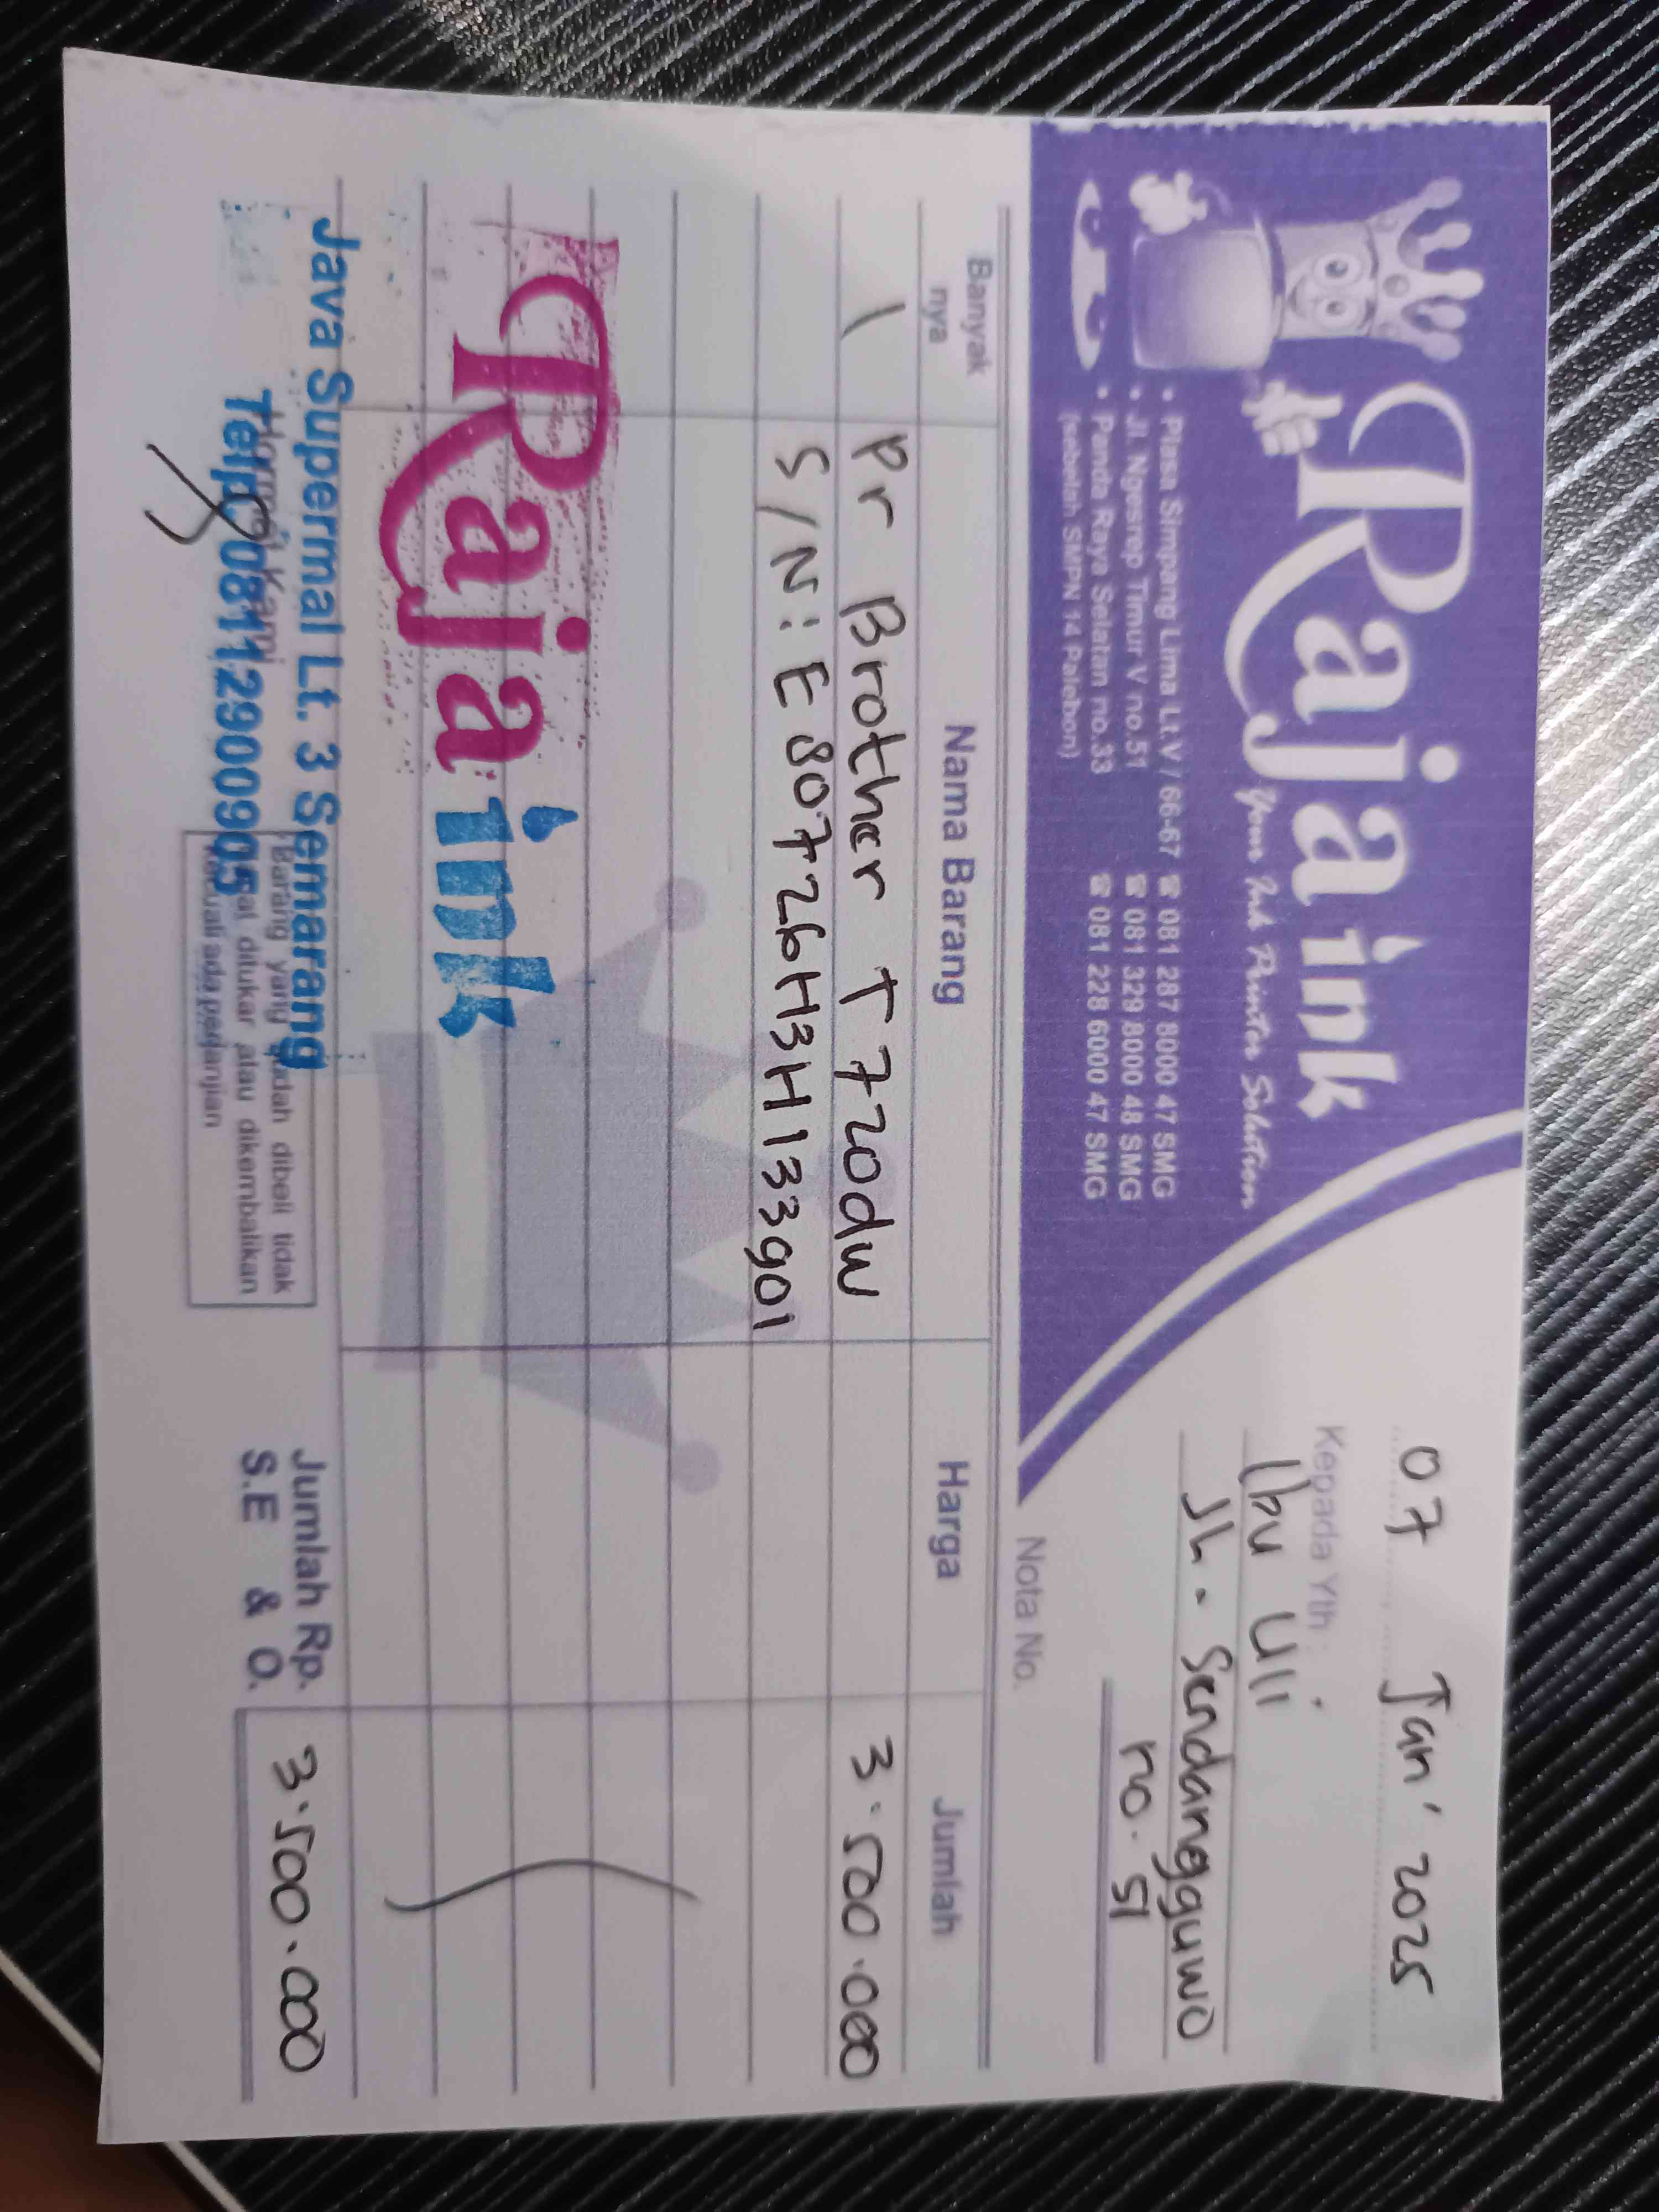 Raja ink
Your Ink Printer Solution
• Plasa Simpang Lima Lt.V / 66-67 ☎ 081 287 8000 47 SMG
• Jl. Ngesrep Timur V no.51 ☎ 081 329 8000 48 SMG
• Panda Raya Selatan no.33 ☎ 081 228 6000 47 SMG
(sebelah SMPN 14 Palebon)
07 Jan' 2025
Kepada Yth :
Ibu Uli
Jl. Sendangguwo
no. 51
Nota No.
Banyak nya Nama Barang Harga Jumlah
1 Pr Brother T 720dw 3.500.000
S/N : E80726H3H133901
Raja ink
Java Supermal Lt. 3 Semarang
Telp. 08112900905
Hormat Kami
Barang yang sudah dibeli tidak
ditukar atau dikembalikan
kecuali ada perjanjian
Jumlah Rp. 3.500.000
S.E & O.